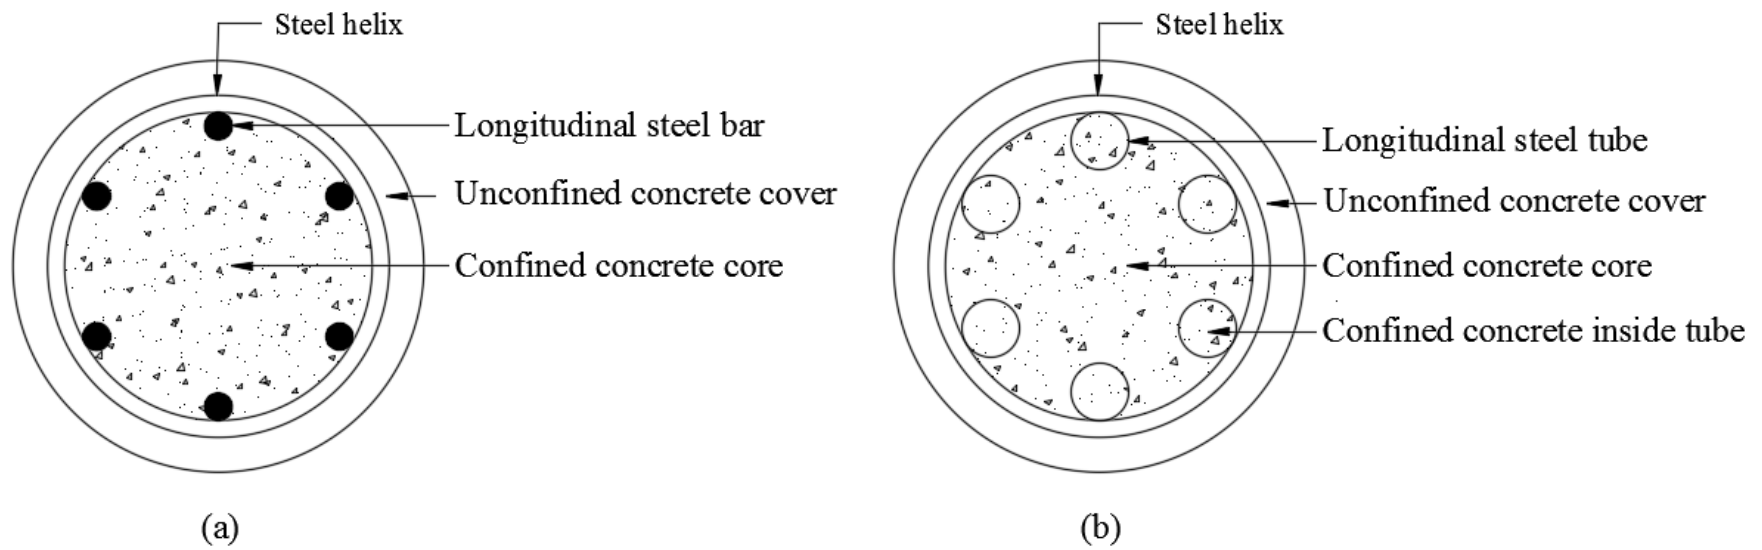 Steel helix
Longitudinal steel bar
Unconfined concrete cover
Confined concrete core
(a)
Steel helix
Longitudinal steel tube
Unconfined concrete cover
Confined concrete core
Confined concrete inside tube
(b)